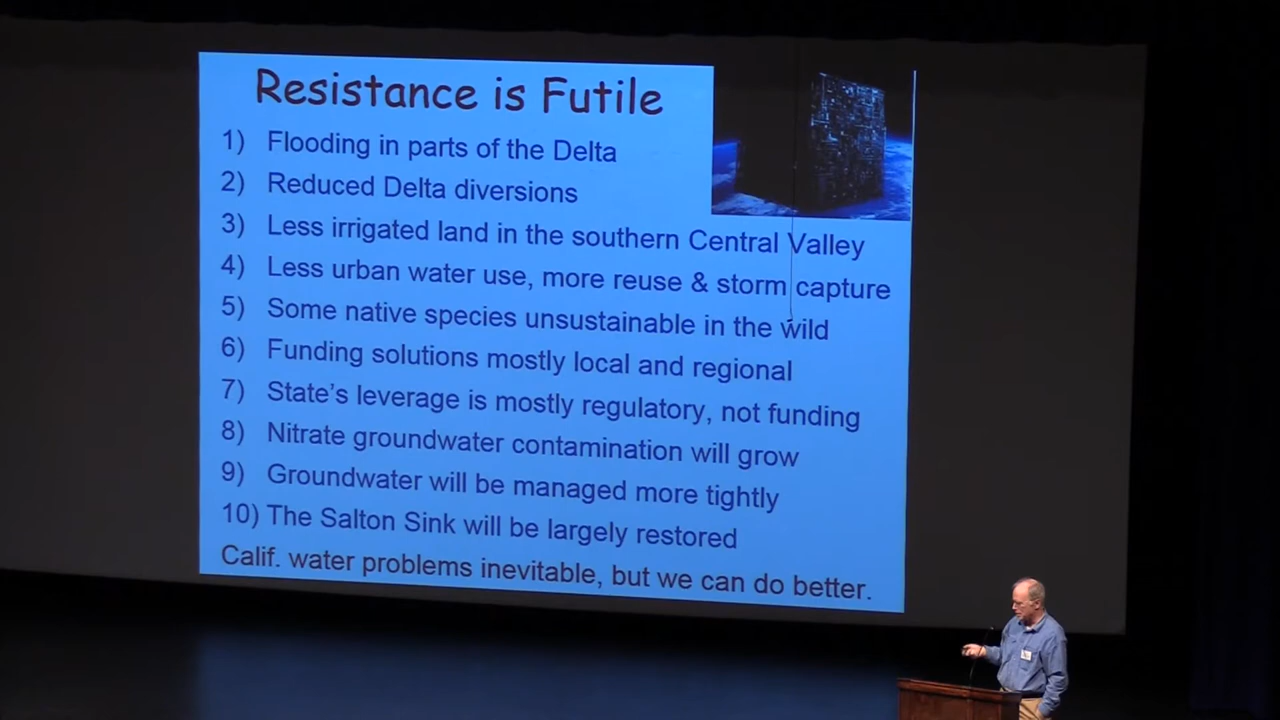 Resistance is Futile
1) Flooding in parts of the Delta
2) Reduced Delta diversions
3) Less irrigated land in the southern Central Valley
4) Less urban water use, more reuse & storm capture
5) Some native species unsustainable in the wild
6) Funding solutions mostly local and regional
7) State's leverage is mostly regulatory, not funding
8) Nitrate groundwater contamination will grow
9) Groundwater will be managed more tightly
10) The Salton Sink will be largely restored
Calif. water problems inevitable, but we can do better.